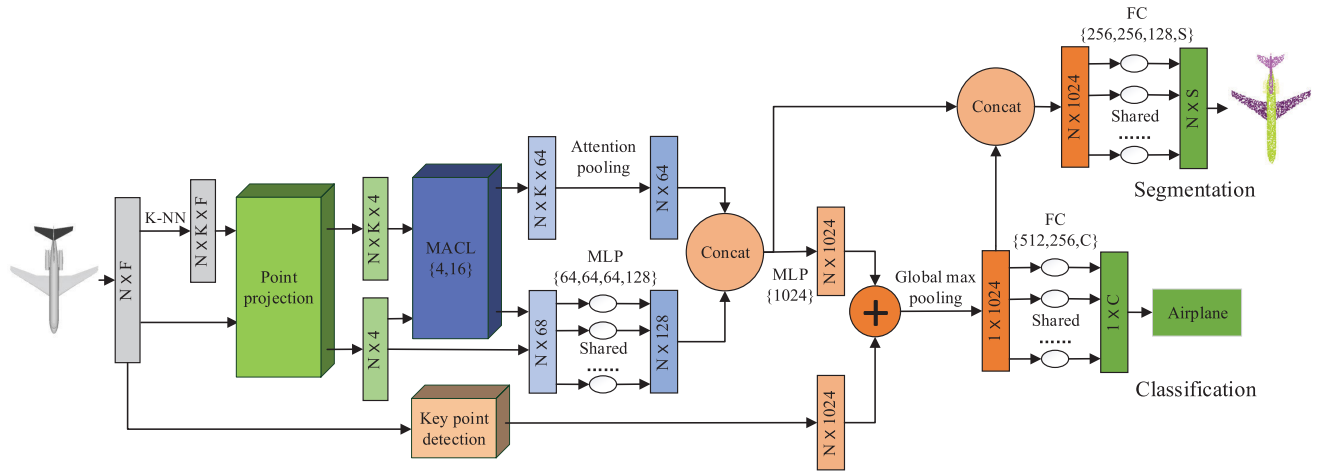 N X F
K-NN
N X K X F
Point
projection
N X K X 4
N X 4
MACL
{4,16}
Key point
detection
N X K X 64
Attention
pooling
N X 64
N X 68
MLP
{64,64,64,128}
Shared
......
N X 128
Concat
MLP
{1024}
N X 1024
N X 1024
+
Global max
pooling
1 X 1024
Concat
N X 1024
FC
{256,256,128,S}
Shared
......
N X S
Segmentation
FC
{512,256,C}
Shared
......
1 X C
Airplane
Classification